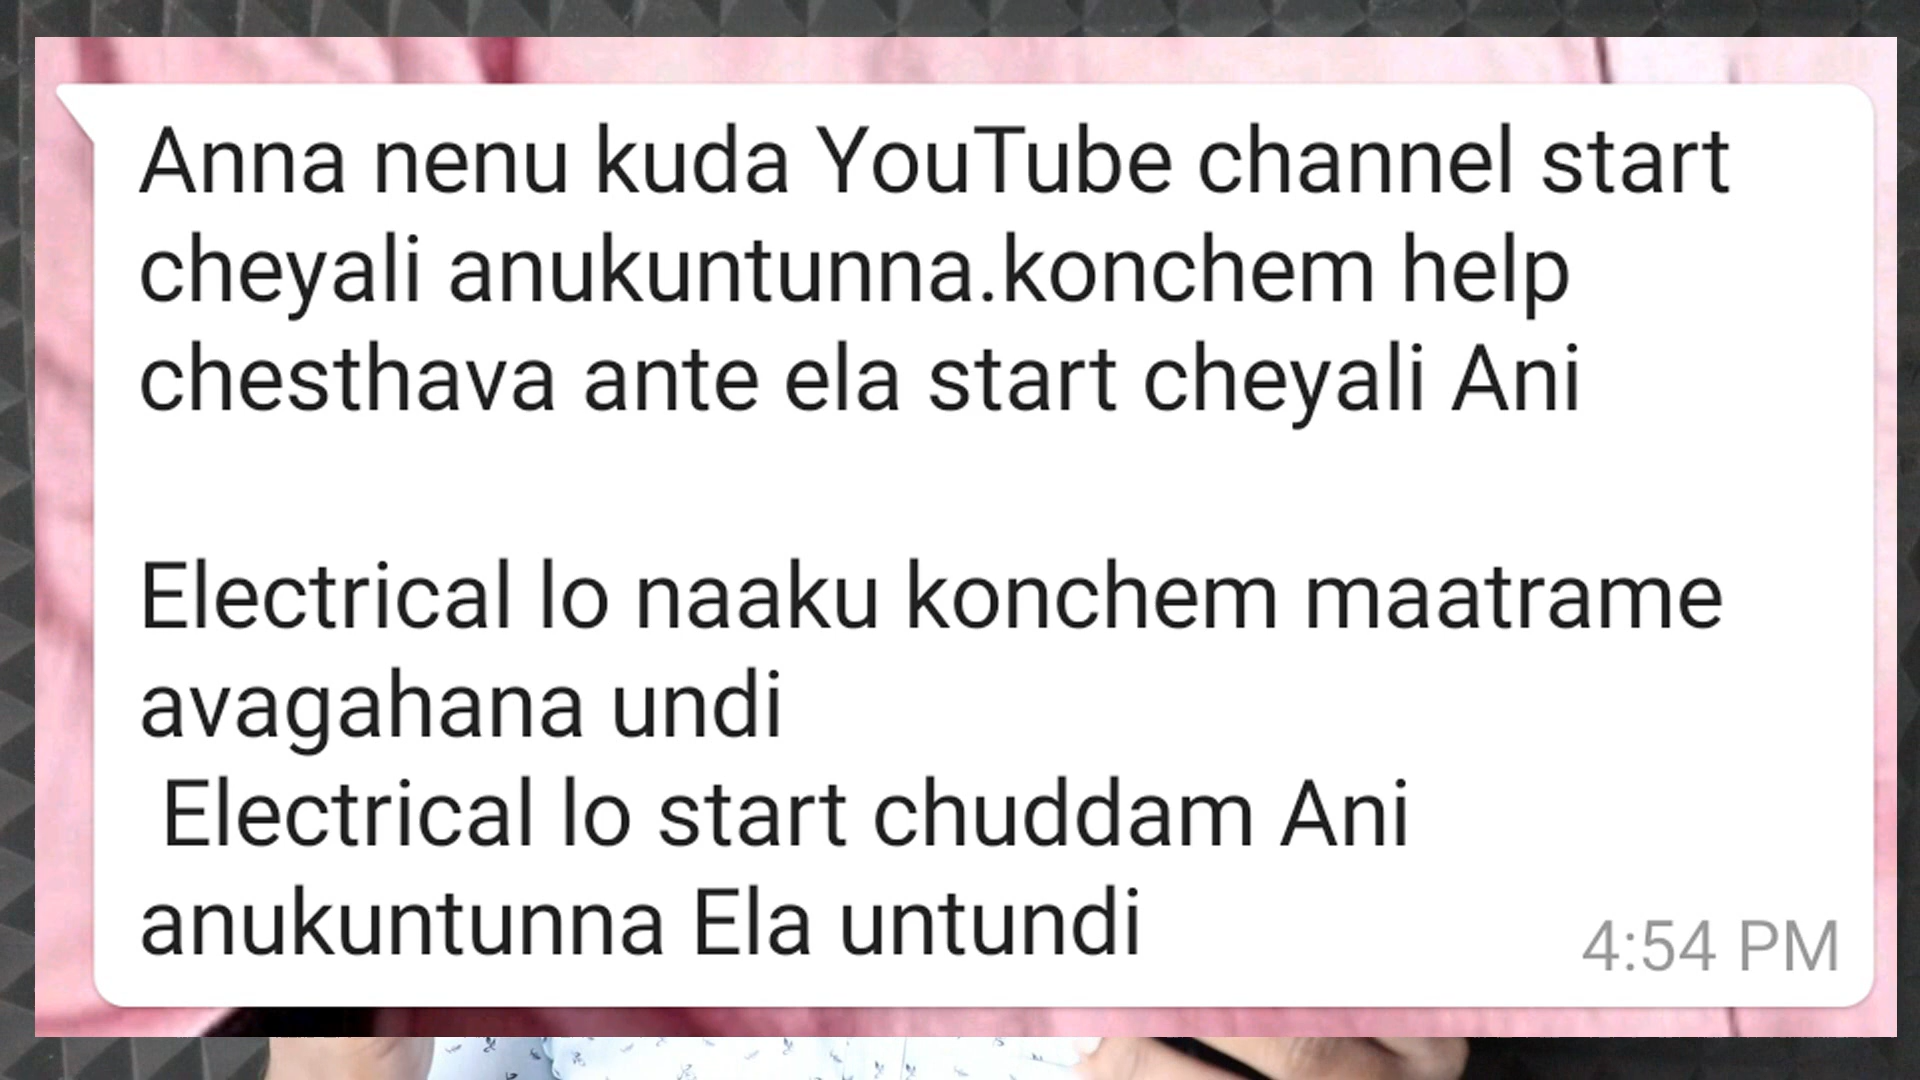 Anna nenu kuda YouTube channel start
cheyali anukuntunna.konchem help
chesthava ante ela start cheyali Ani
Electrical lo naaku konchem maatrame
avagahana undi
Electrical lo start chuddam Ani
anukuntunna Ela untundi
4:54 PM